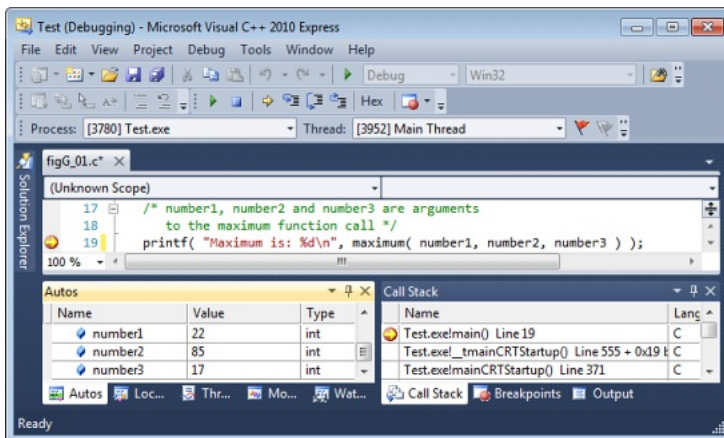 Test (Debugging) - Microsoft Visual C++ 2010 Express
File Edit View Project Debug Tools Window Help
Debug Win32
Hex
Process: [3780] Test.exe Thread: [3952] Main Thread
Solution Explorer
figG_01.c*
(Unknown Scope)
17 /* number1, number2 and number3 are arguments
18 to the maximum function call */
19 printf( "Maximum is: %d\n", maximum( number1, number2, number3 ) );
100 %
Autos
Name Value Type
number1 22 int
number2 85 int
number3 17 int
Autos Loc... Thr... Mo... Wat...
Call Stack
Name Lang
Test.exe!main() Line 19 C
Test.exe!__tmainCRTStartup() Line 555 + 0x19 b C
Test.exe!mainCRTStartup() Line 371 C
Call Stack Breakpoints Output
Ready